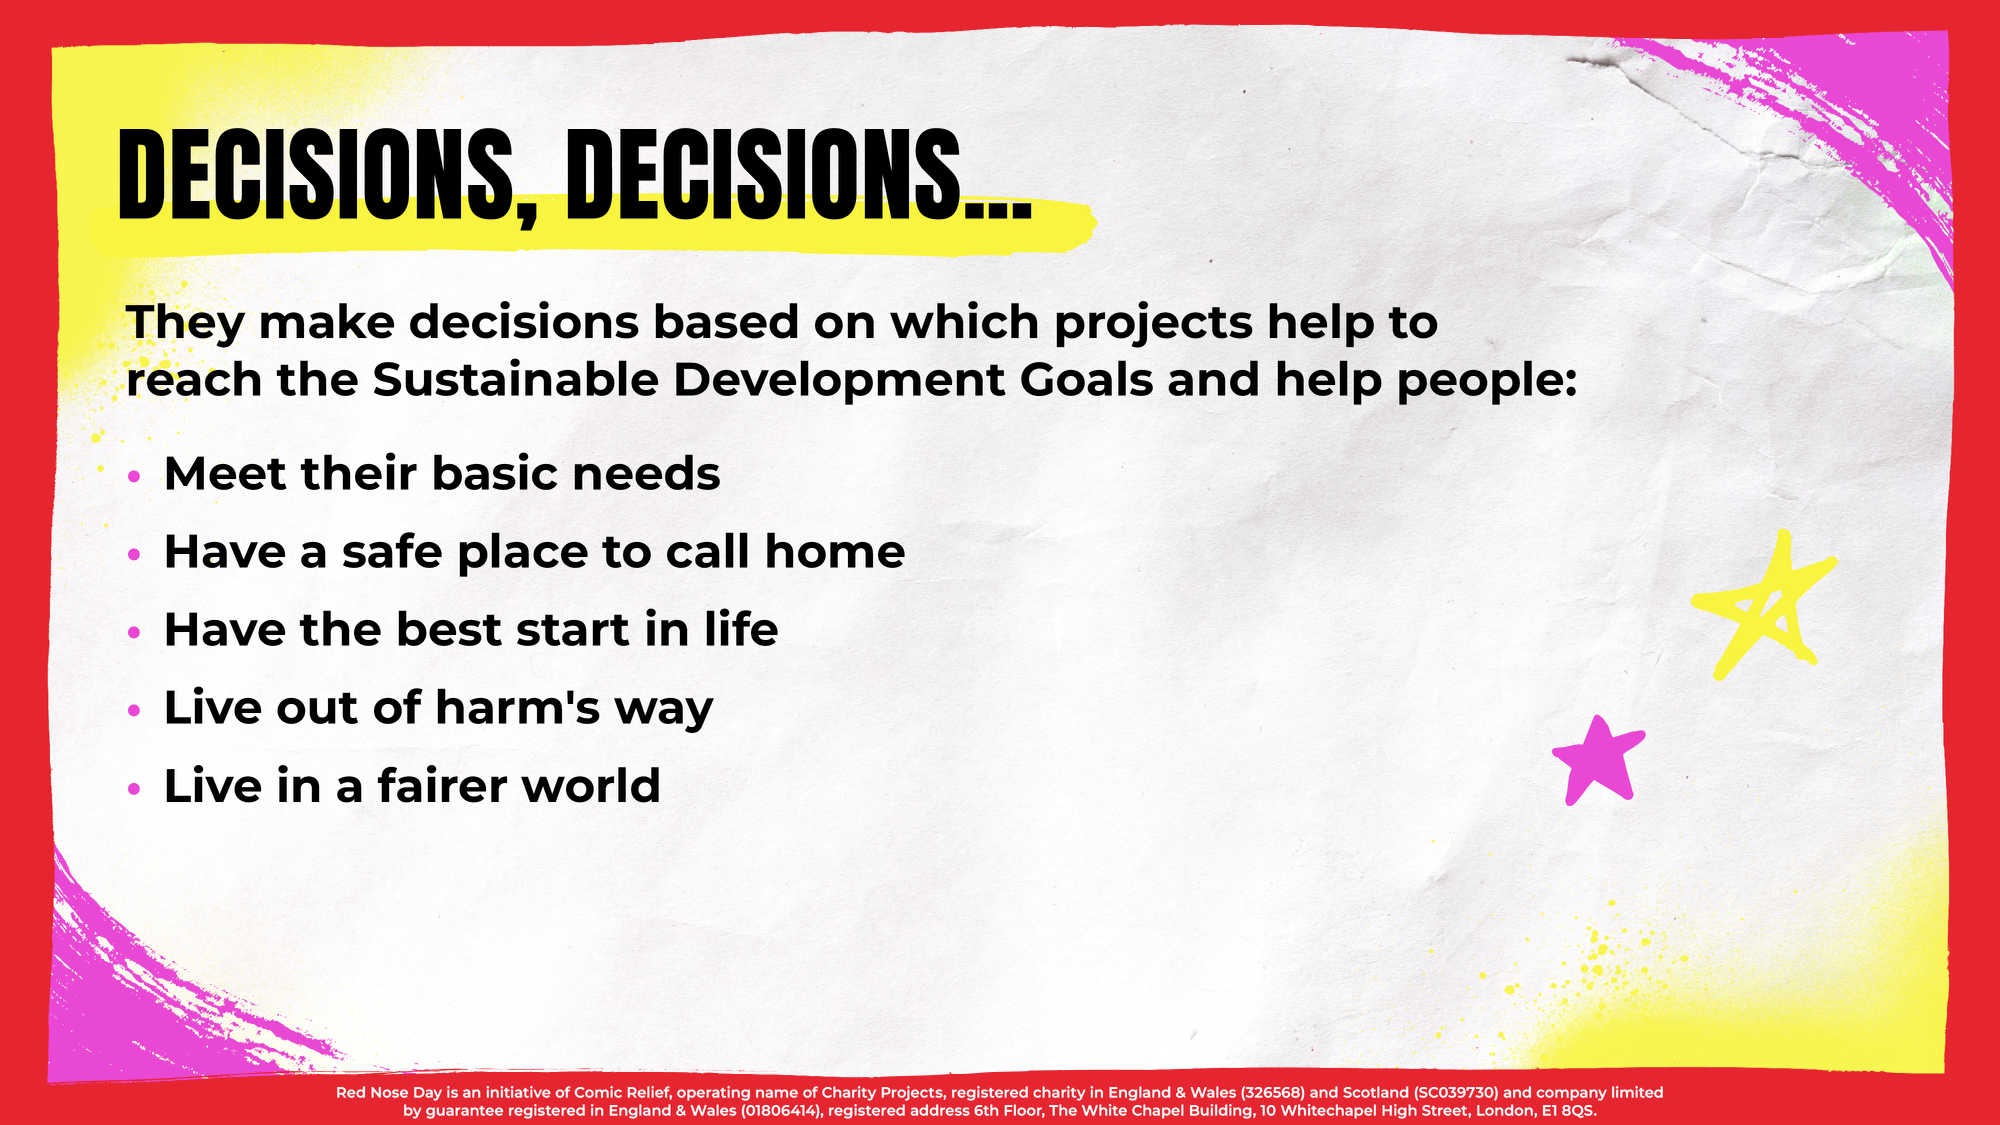 DECISIONS, DECISIONS...
They make decisions based on which projects help to
reach the Sustainable Development Goals and help people:
• Meet their basic needs
• Have a safe place to call home
• Have the best start in life
• Live out of harm's way
• Live in a fairer world
Red Nose Day is an initiative of Comic Relief, operating name of Charity Projects, registered charity in England & Wales (326568) and Scotland (SC039730) and company limited
by guarantee registered in England & Wales (01806414), registered address 6th Floor, The White Chapel Building, 10 Whitechapel High Street, London, E1 8QS.